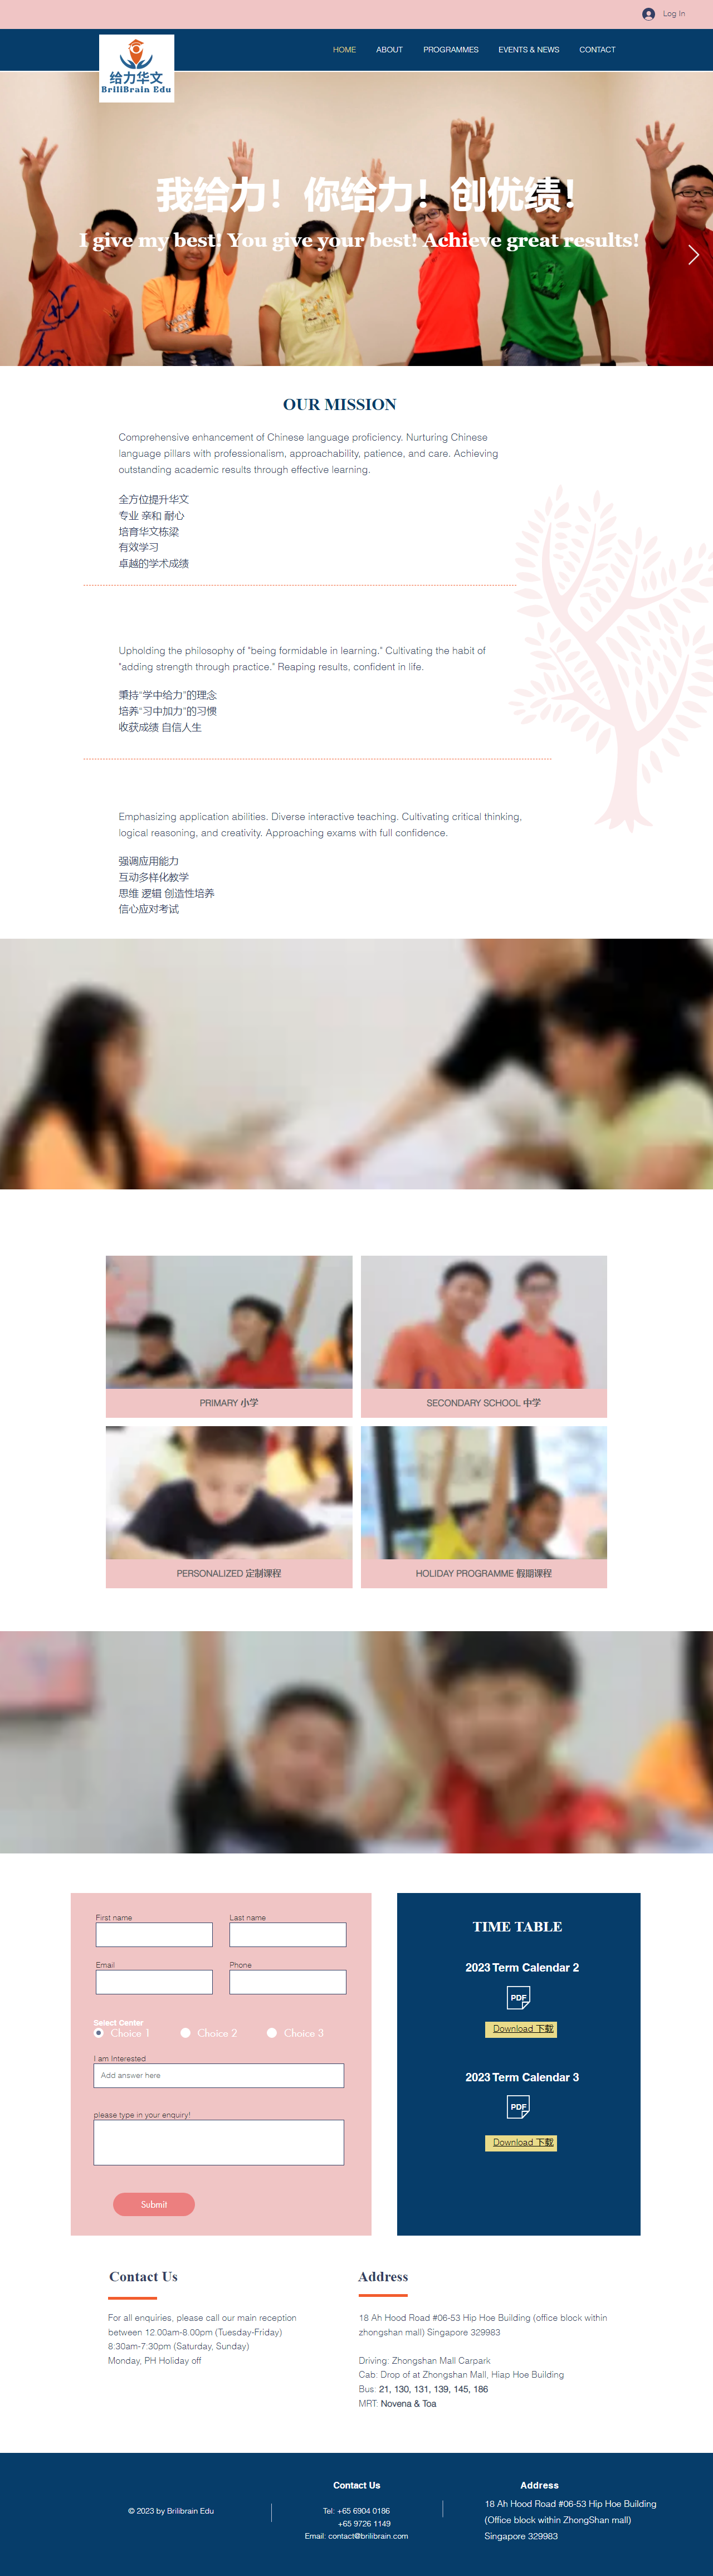 Log In
给力华文
BriliBrain Edu
HOME ABOUT PROGRAMMES EVENTS & NEWS CONTACT
我给力！你给力！创优绩！
I give my best! You give your best! Achieve great results!
OUR MISSION
Comprehensive enhancement of Chinese language proficiency. Nurturing Chinese
language pillars with professionalism, approachability, patience, and care. Achieving
outstanding academic results through effective learning.
全方位提升华文
专业 亲和 耐心
培育华文栋梁
有效学习
卓越的学术成绩
Upholding the philosophy of "being formidable in learning." Cultivating the habit of
"adding strength through practice." Reaping results, confident in life.
秉持“学中给力”的理念
培养“习中加力”的习惯
收获成绩 自信人生
Emphasizing application abilities. Diverse interactive teaching. Cultivating critical thinking,
logical reasoning, and creativity. Approaching exams with full confidence.
强调应用能力
互动多样化教学
思维 逻辑 创造性培养
信心应对考试
PRIMARY 小学
SECONDARY SCHOOL 中学
PERSONALIZED 定制课程
HOLIDAY PROGRAMME 假期课程
First name
Last name
Email
Phone
Select Center
Choice 1 Choice 2 Choice 3
I am Interested
Add answer here
please type in your enquiry!
Submit
TIME TABLE
2023 Term Calendar 2
PDF
Download 下载
2023 Term Calendar 3
PDF
Download 下载
Contact Us
For all enquiries, please call our main reception
between 12.00am-8.00pm (Tuesday-Friday)
8:30am-7:30pm (Saturday, Sunday)
Monday, PH Holiday off
Address
18 Ah Hood Road #06-53 Hip Hoe Building (office block within
zhongshan mall) Singapore 329983
Driving: Zhongshan Mall Carpark
Cab: Drop of at Zhongshan Mall, Hiap Hoe Building
Bus: 21, 130, 131, 139, 145, 186
MRT: Novena & Toa
© 2023 by Brilibrain Edu
Contact Us
Tel: +65 6904 0186
+65 9726 1149
Email: contact@brilibrain.com
Address
18 Ah Hood Road #06-53 Hip Hoe Building
(Office block within ZhongShan mall)
Singapore 329983